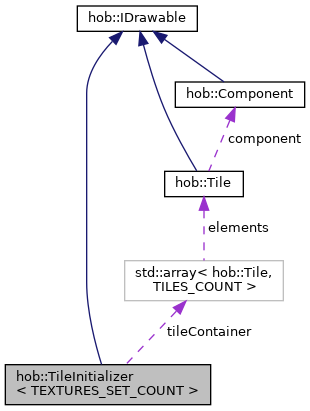 hob::IDrawable
hob::Component
component
hob::Tile
elements
std::array< hob::Tile,
TILES_COUNT >
tileContainer
hob::TileInitializer
< TEXTURES_SET_COUNT >